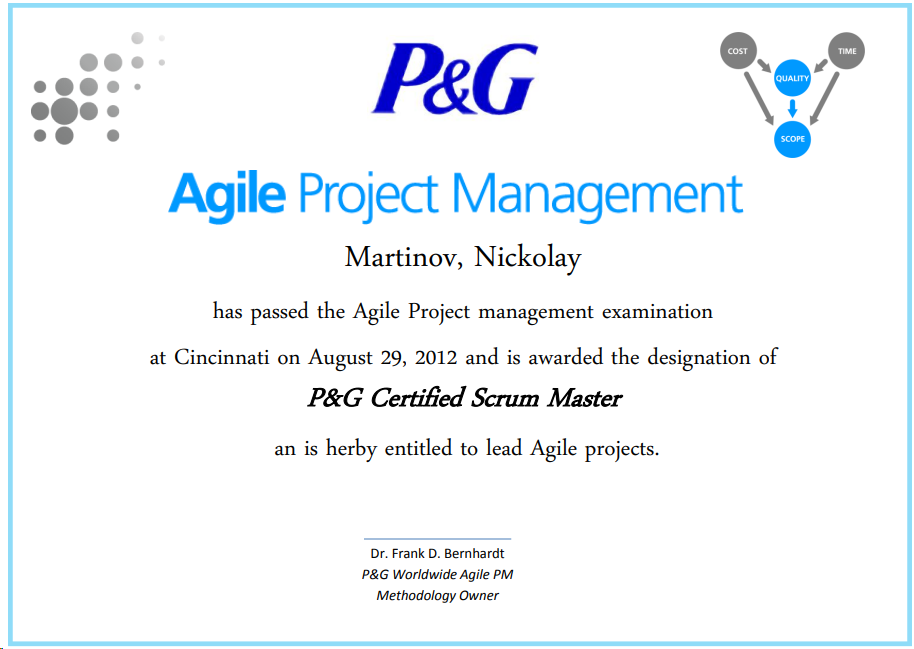 P&G
COST
TIME
QUALITY
SCOPE
Agile Project Management
Martinov, Nickolay
has passed the Agile Project management examination
at Cincinnati on August 29, 2012 and is awarded the designation of
P&G Certified Scrum Master
an is herby entitled to lead Agile projects.
Dr. Frank D. Bernhardt
P&G Worldwide Agile PM
Methodology Owner